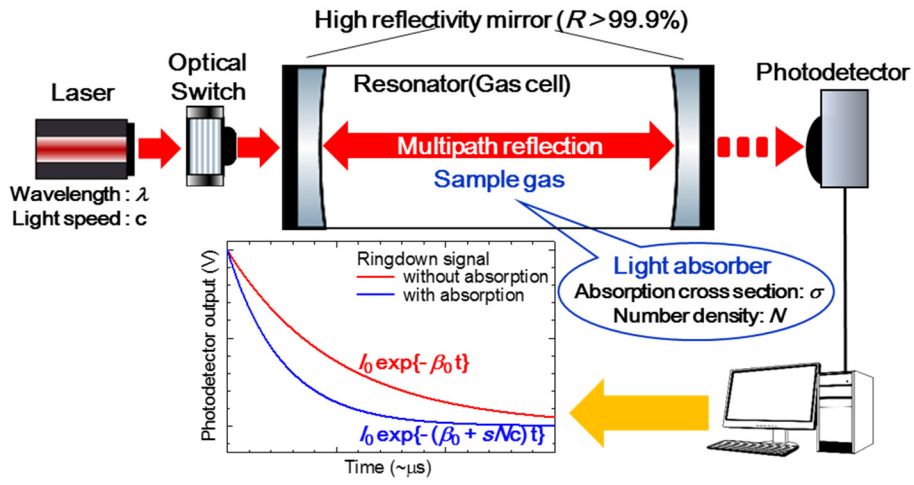 High reflectivity mirror (R > 99.9%)
Laser
Optical
Switch
Resonator(Gas cell)
Photodetector
Multipath reflection
Sample gas
Wavelength : λ
Light speed : c
Light absorber
Absorption cross section: σ
Number density: N
Photodetector output (V)
Ringdown signal
without absorption
with absorption
I₀ exp{- β₀ t}
I₀ exp{- (β₀ + sNc) t}
Time (~μs)